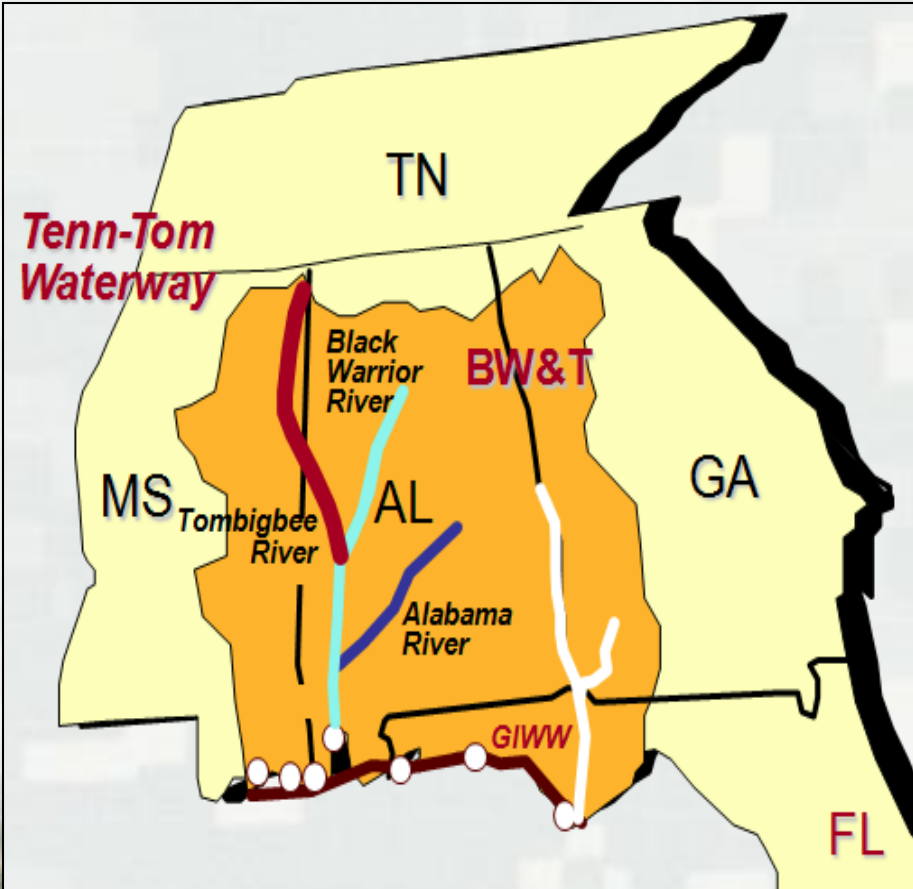 TN
Tenn-Tom
Waterway
Black
Warrior
River
BW&T
MS
AL
GA
Tombigbee
River
Alabama
River
GIWW
FL